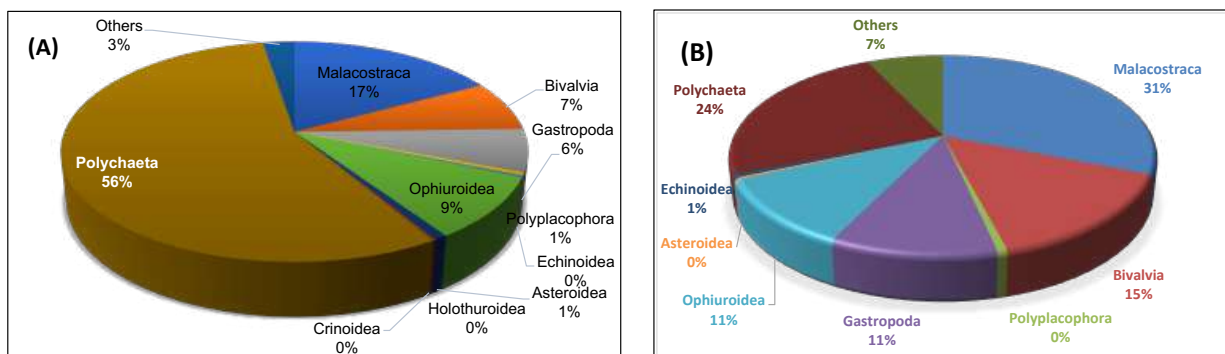 (A)
Others
3%
Malacostraca
17%
Bivalvia
7%
Gastropoda
6%
Polychaeta
56%
Ophiuroidea
9%
Polyplacophora
1%
Echinoidea
0%
Asteroidea
1%
Holothuroidea
0%
Crinoidea
0%
(B)
Others
7%
Malacostraca
31%
Polychaeta
24%
Echinoidea
1%
Asteroidea
0%
Ophiuroidea
11%
Gastropoda
11%
Polyplacophora
0%
Bivalvia
15%